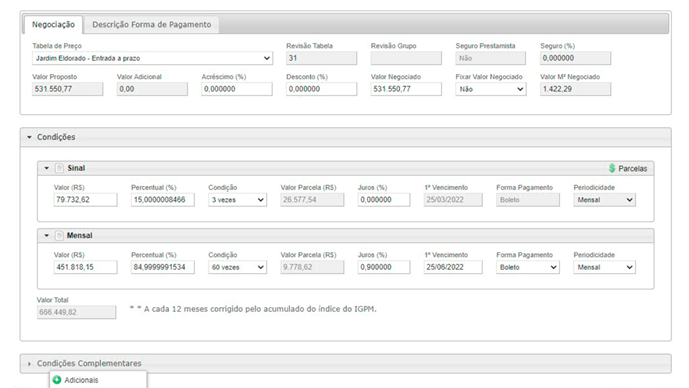 Negociação Descrição Forma de Pagamento
Tabela de Preço Revisão Tabela Revisão Grupo Seguro Prestamista Seguro (%)
Jardim Eldorado - Entrada a prazo 31 Não 0,000000
Valor Proposto Valor Adicional Acréscimo (%) Desconto (%) Valor Negociado Fixar Valor Negociado Valor M² Negociado
531.550,77 0,00 0,000000 0,000000 531.550,77 Não 1.422,29
Condições
Sinal Parcelas
Valor (R$) Percentual (%) Condição Valor Parcela (R$) Juros (%) 1º Vencimento Forma Pagamento Periodicidade
79.732,62 15,0000008466 3 vezes 26.577,54 0,000000 25/03/2022 Boleto Mensal
Mensal
Valor (R$) Percentual (%) Condição Valor Parcela (R$) Juros (%) 1º Vencimento Forma Pagamento Periodicidade
451.818,15 84,9999991534 60 vezes 9.778,62 0,900000 25/06/2022 Boleto Mensal
Valor Total
666.449,82 * * A cada 12 meses corrigido pelo acumulado do índice do IGPM.
Condições Complementares
Adicionais